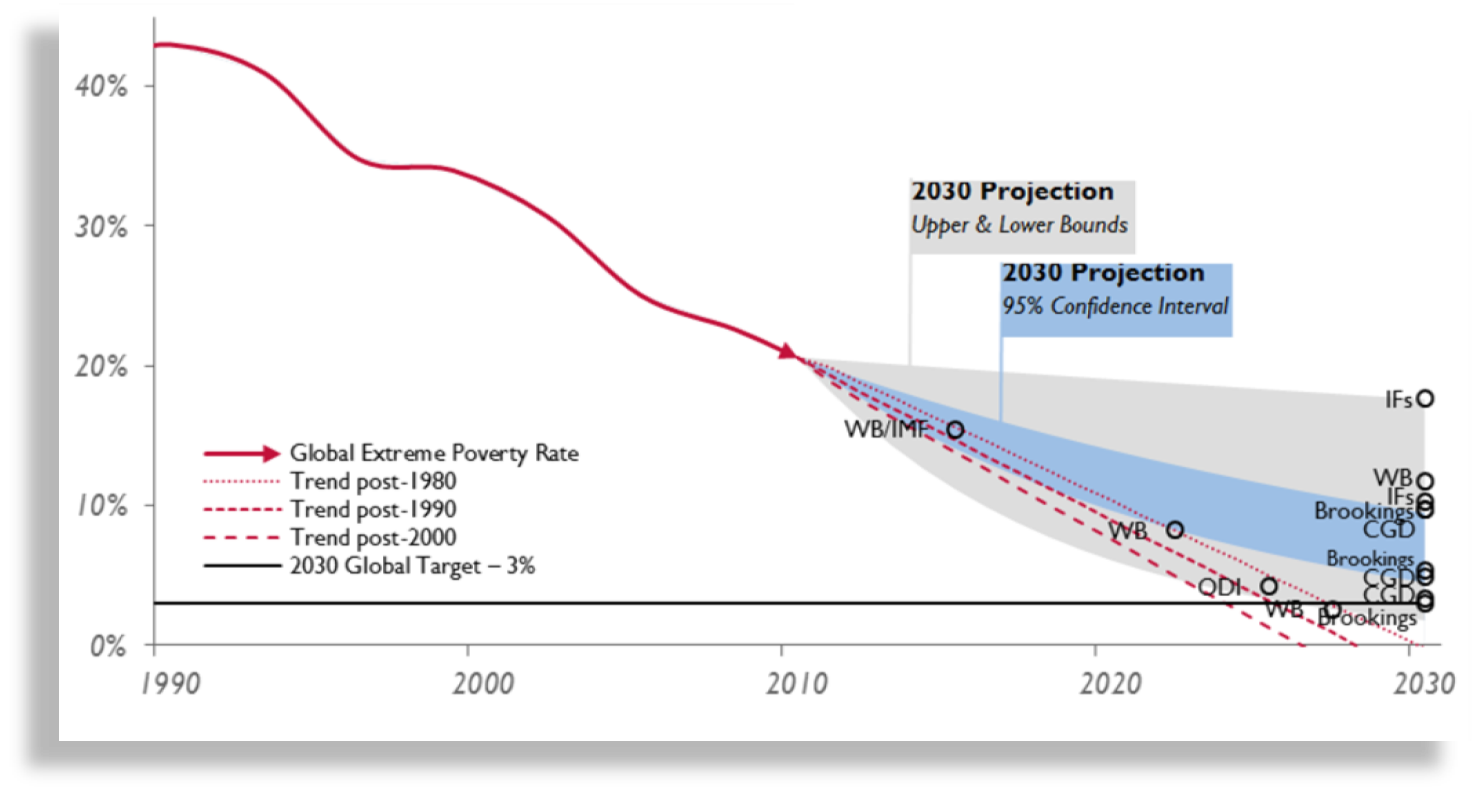 40%
30%
20%
10%
0%
2030 Projection
Upper & Lower Bounds
2030 Projection
95% Confidence Interval
IFs
WB/IMF
WB
IFs
Brookings
CGD
WB
Brookings
CGD
ODI
CGD
WB
Brookings
Global Extreme Poverty Rate
Trend post-1980
Trend post-1990
Trend post-2000
2030 Global Target – 3%
1990
2000
2010
2020
2030